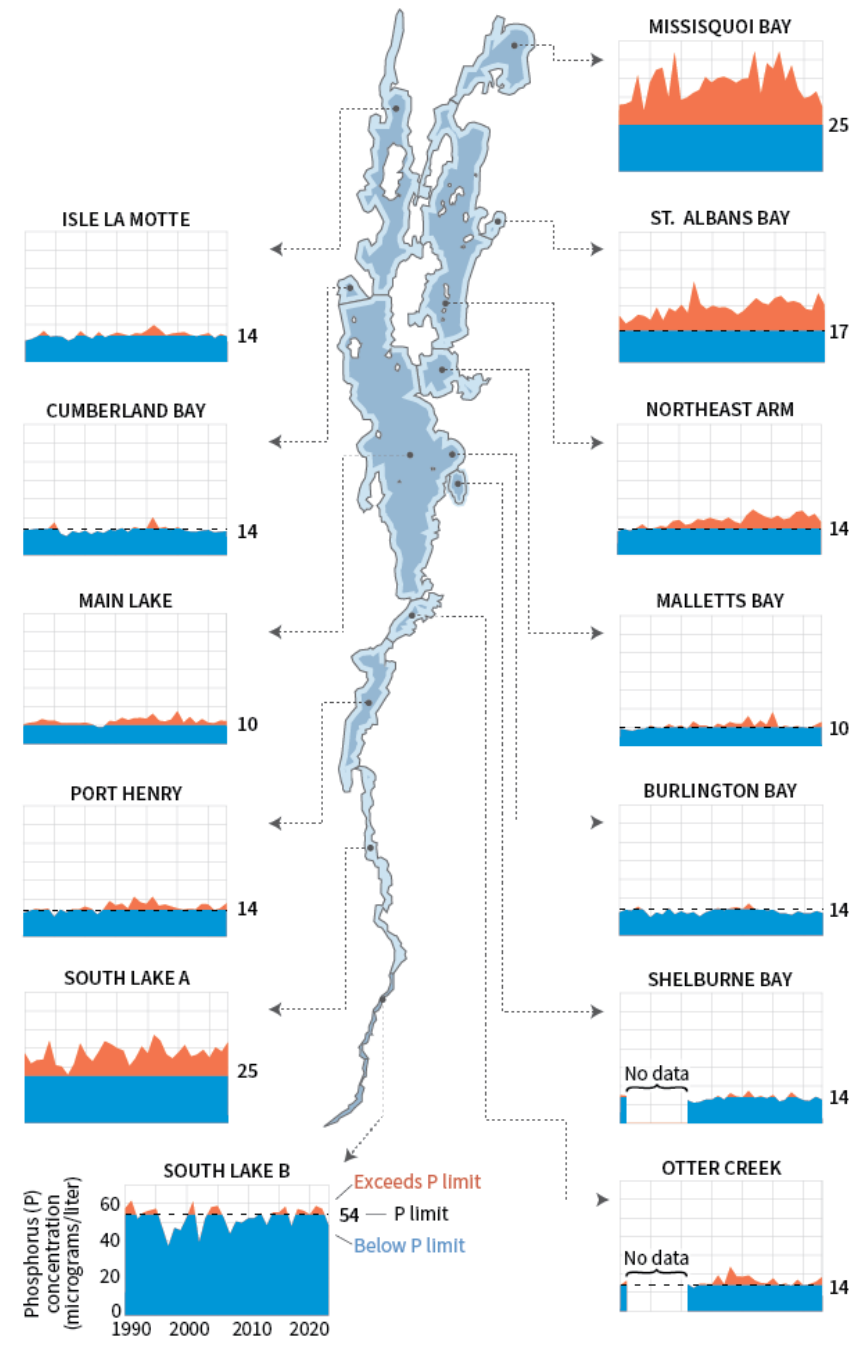 MISSISQUOI BAY
25
ISLE LA MOTTE
14
ST. ALBANS BAY
17
CUMBERLAND BAY
14
NORTHEAST ARM
14
MAIN LAKE
10
MALLETTS BAY
10
PORT HENRY
14
BURLINGTON BAY
14
SOUTH LAKE A
25
SHELBURNE BAY
No data
14
SOUTH LAKE B
Phosphorus (P)
concentration
(micrograms/liter)
60
40
20
0
1990 2000 2010 2020
Exceeds P limit
54 P limit
Below P limit
OTTER CREEK
No data
14